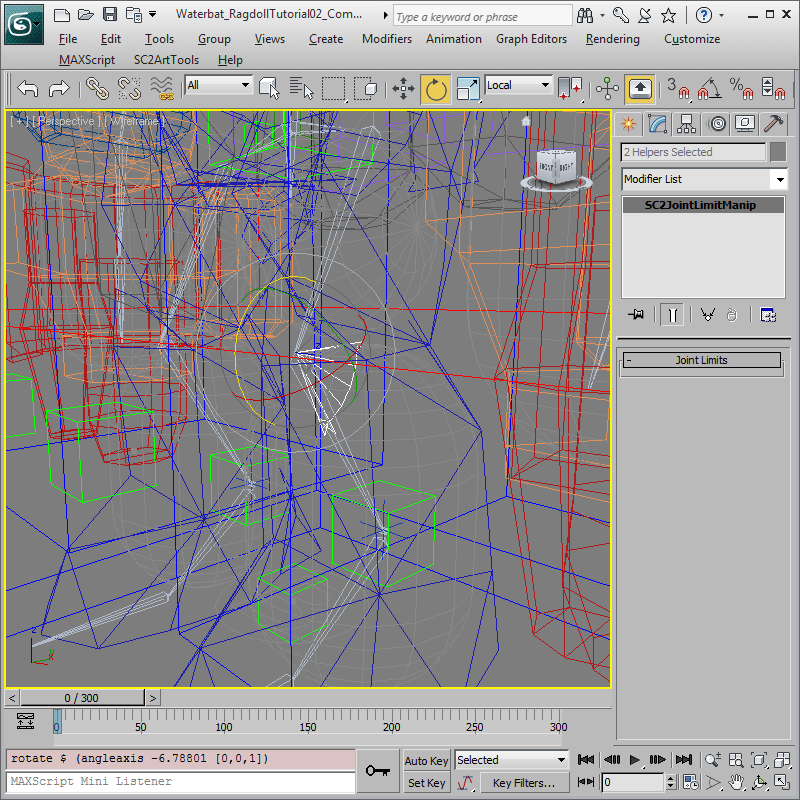 Waterbat_RagdollTutorial02_Com...
Type a keyword or phrase
File Edit Tools Group Views Create Modifiers Animation Graph Editors Rendering Customize
MAXScript SC2ArtTools Help
All
Local
3
%
[ + ] [ Perspective ] [ Wireframe ]
FRONT RIGHT
2 Helpers Selected
Modifier List
SC2JointLimitManip
- Joint Limits
z
y
x
< 0 / 300 >
0 50 100 150 200 250 300
rotate $ (angleaxis -6.78801 [0,0,1])
MAXScript Mini Listener
Auto Key Selected
Set Key Key Filters...
0